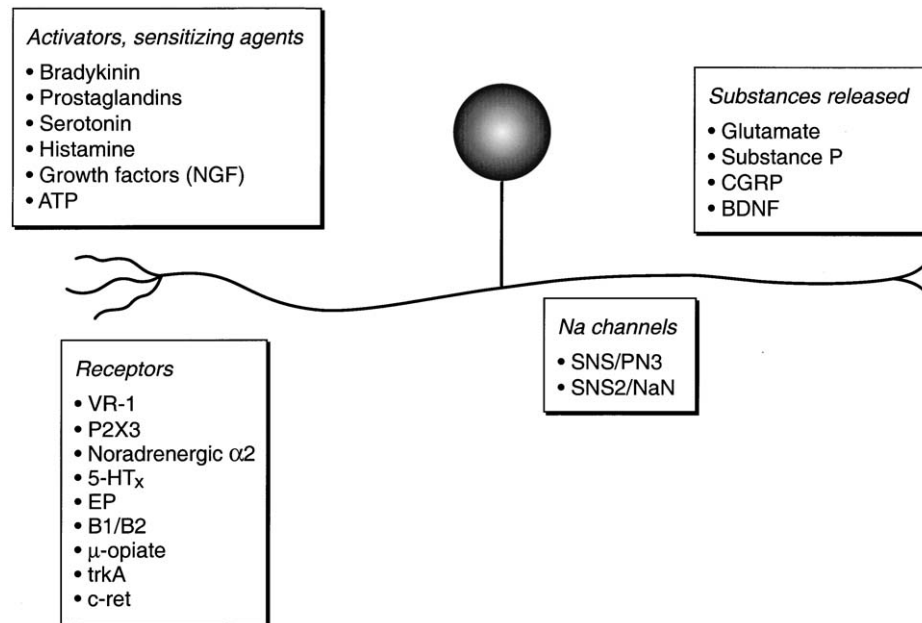 Activators, sensitizing agents
• Bradykinin
• Prostaglandins
• Serotonin
• Histamine
• Growth factors (NGF)
• ATP
Substances released
• Glutamate
• Substance P
• CGRP
• BDNF
Na channels
• SNS/PN3
• SNS2/NaN
Receptors
• VR-1
• P2X3
• Noradrenergic α2
• 5-HTx
• EP
• B1/B2
• μ-opiate
• trkA
• c-ret